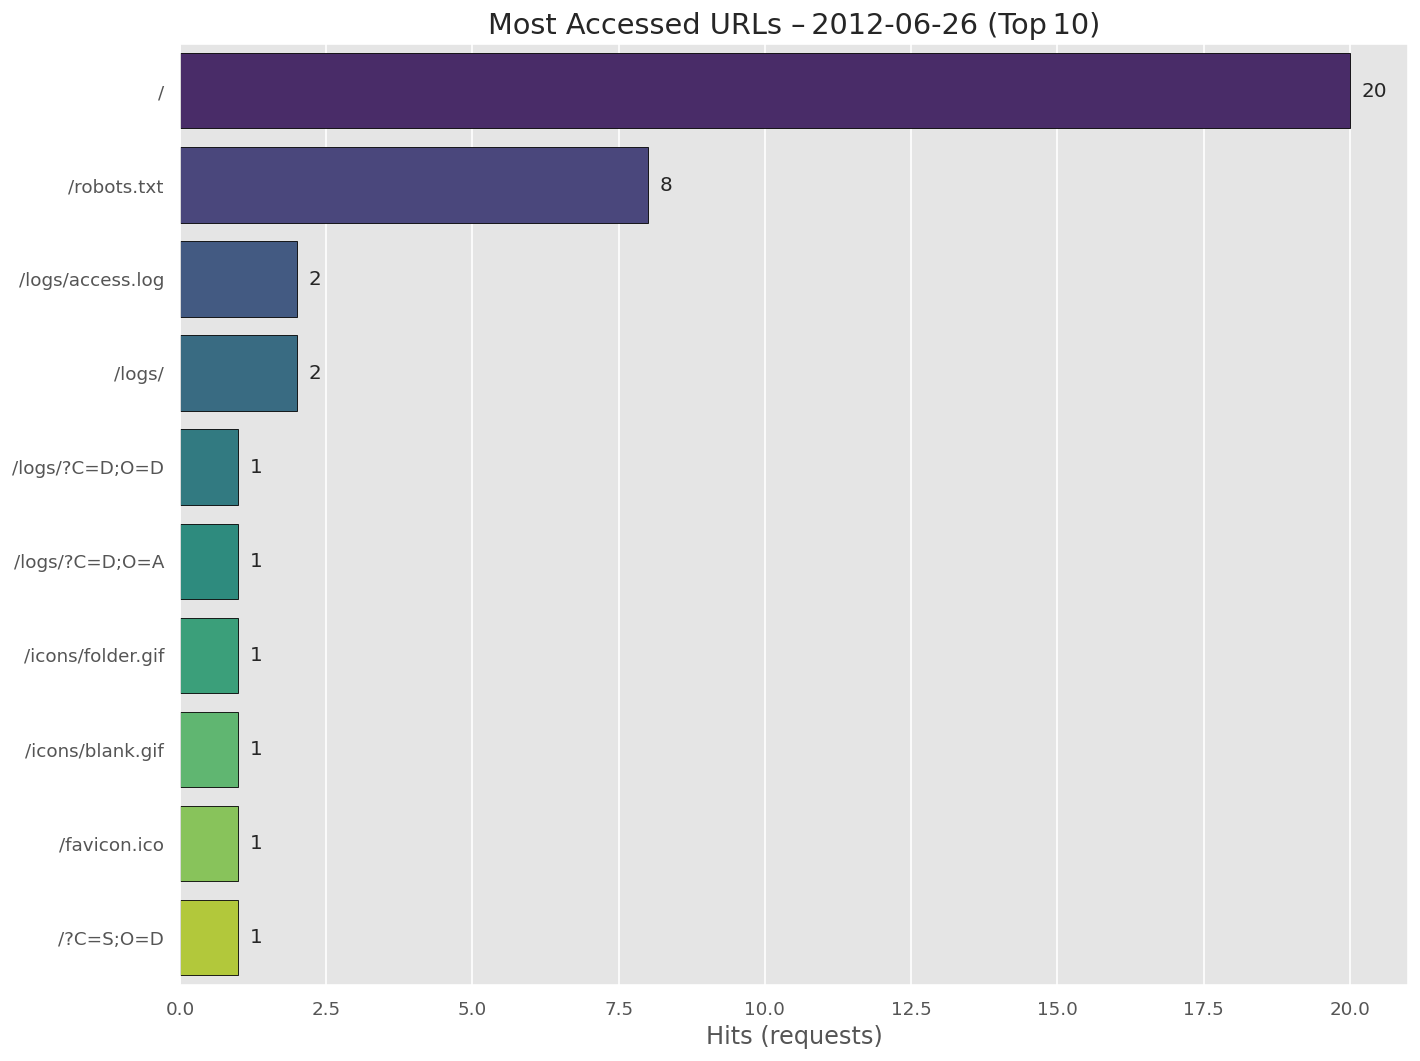 Most Accessed URLs – 2012-06-26 (Top 10)
/ 20
/robots.txt 8
/logs/access.log 2
/logs/ 2
/logs/?C=D;O=D 1
/logs/?C=D;O=A 1
/icons/folder.gif 1
/icons/blank.gif 1
/favicon.ico 1
/?C=S;O=D 1
0.0 2.5 5.0 7.5 10.0 12.5 15.0 17.5 20.0
Hits (requests)